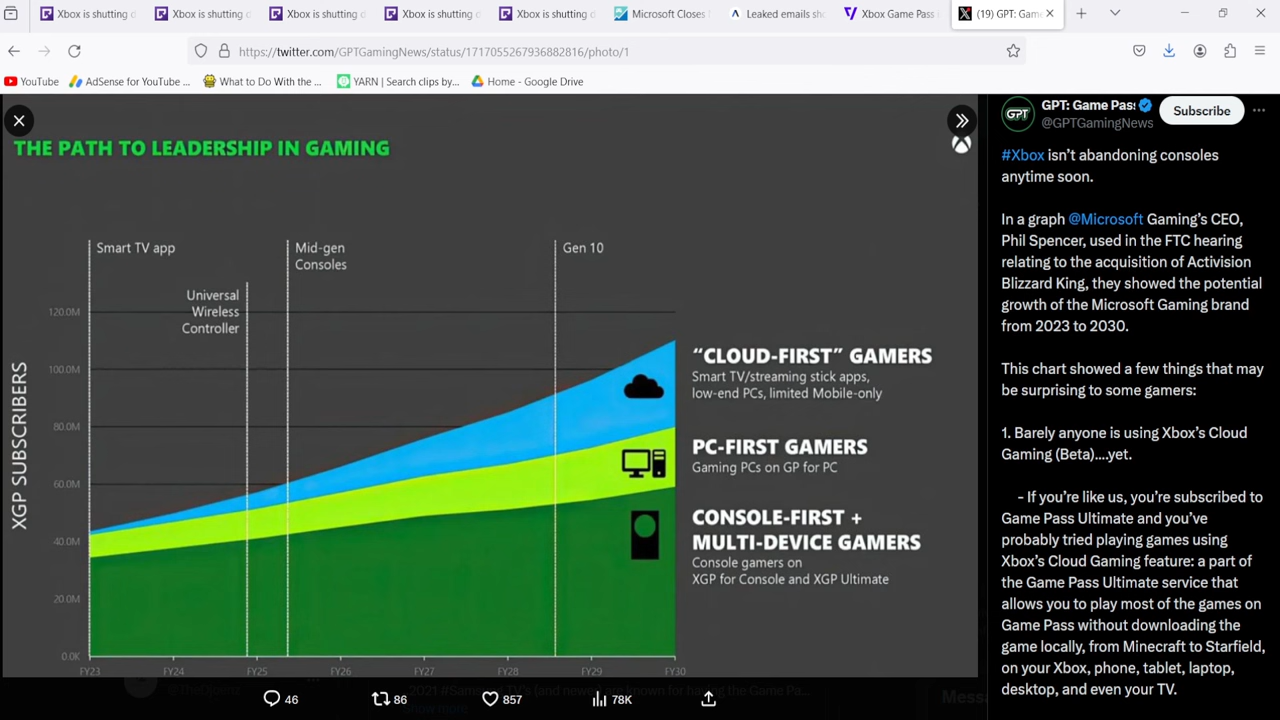 Xbox is shutting d
Xbox is shutting d
Xbox is shutting d
Xbox is shutting d
Xbox is shutting d
Microsoft Closes
Leaked emails sh
Xbox Game Pass
(19) GPT: Gam
https://twitter.com/GPTGamingNews/status/1717055267936882816/photo/1
YouTube
AdSense for YouTube ...
What to Do With the ...
YARN | Search clips by...
Home - Google Drive
THE PATH TO LEADERSHIP IN GAMING
Smart TV app
Universal
Wireless
Controller
Mid-gen
Consoles
Gen 10
XGP SUBSCRIBERS
120.0M
100.0M
80.0M
60.0M
40.0M
20.0M
0.0K
FY23
FY24
FY25
FY26
FY27
FY28
FY29
FY30
“CLOUD-FIRST” GAMERS
Smart TV/streaming stick apps,
low-end PCs, limited Mobile-only
PC-FIRST GAMERS
Gaming PCs on GP for PC
CONSOLE-FIRST +
MULTI-DEVICE GAMERS
Console gamers on
XGP for Console and XGP Ultimate
46
86
857
78K
GPT
GPT: Game Pas
@GPTGamingNews
Subscribe
#Xbox isn’t abandoning consoles
anytime soon.
In a graph @Microsoft Gaming’s CEO,
Phil Spencer, used in the FTC hearing
relating to the acquisition of Activision
Blizzard King, they showed the potential
growth of the Microsoft Gaming brand
from 2023 to 2030.
This chart showed a few things that may
be surprising to some gamers:
1. Barely anyone is using Xbox’s Cloud
Gaming (Beta)....yet.
- If you’re like us, you’re subscribed to
Game Pass Ultimate and you’ve
probably tried playing games using
Xbox’s Cloud Gaming feature: a part of
the Game Pass Ultimate service that
allows you to play most of the games on
Game Pass without downloading the
game locally, from Minecraft to Starfield,
on your Xbox, phone, tablet, laptop,
desktop, and even your TV.